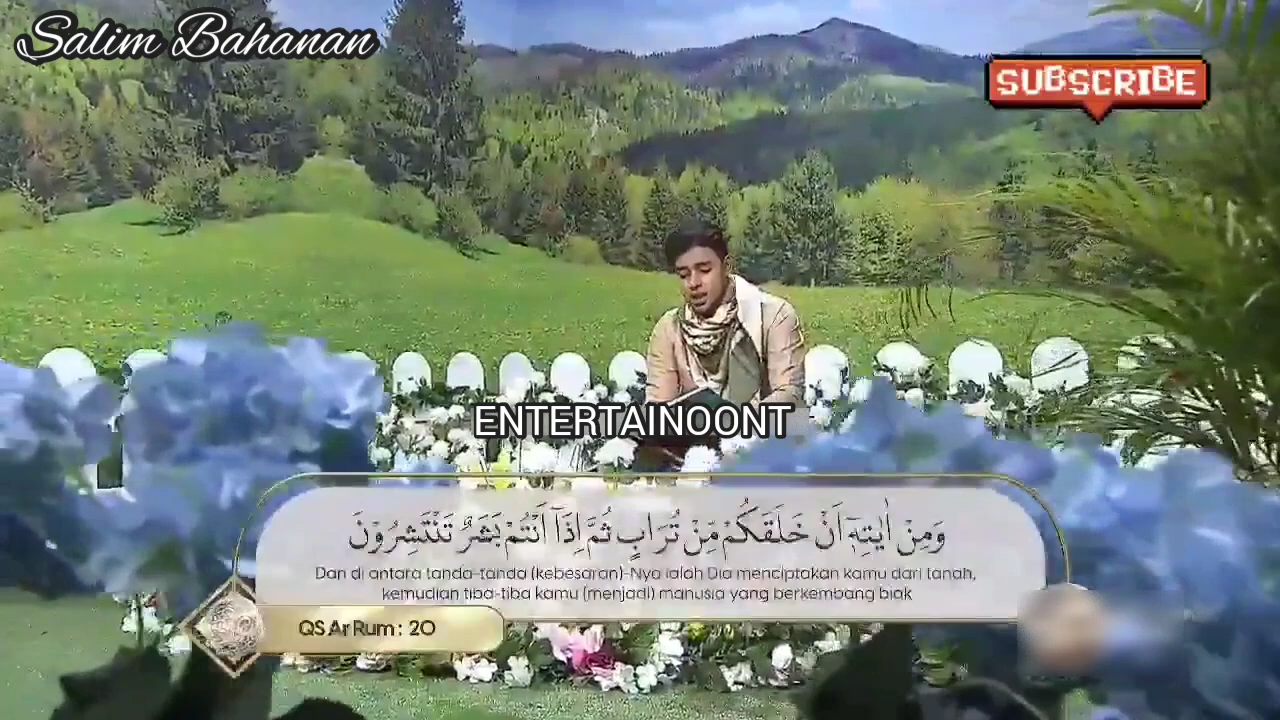 Salim Bahanan
SUBSCRIBE
ENTERTAINOONT
وَمِنْ اٰيٰتِهٖٓ اَنْ خَلَقَكُمْ مِّنْ تُرَابٍ ثُمَّ اِذَآ اَنْتُمْ بَشَرٌ تَنْتَشِرُوْنَ
Dan di antara tanda-tanda (kebesaran)-Nya ialah Dia menciptakan kamu dari tanah,
kemudian tiba-tiba kamu (menjadi) manusia yang berkembang biak
QS Ar Rum : 20